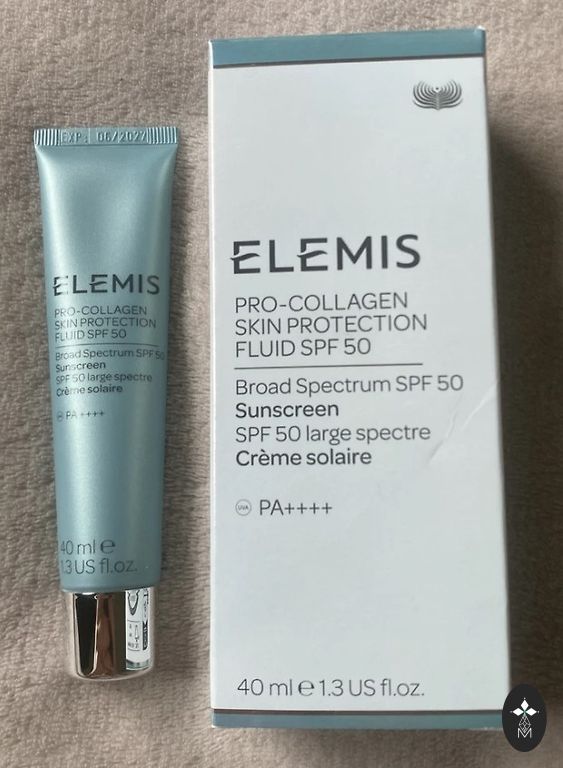 EXP. 06/2027
ELEMIS
PRO-COLLAGEN
SKIN PROTECTION
FLUID SPF 50
Broad Spectrum SPF 50
Sunscreen
SPF 50 large spectre
Crème solaire
UVA PA++++
40 ml e
1.3 US fl.oz.
ELEMIS
PRO-COLLAGEN
SKIN PROTECTION
FLUID SPF 50
Broad Spectrum SPF 50
Sunscreen
SPF 50 large spectre
Crème solaire
UVA PA++++
40 ml e 1.3 US fl.oz.
M